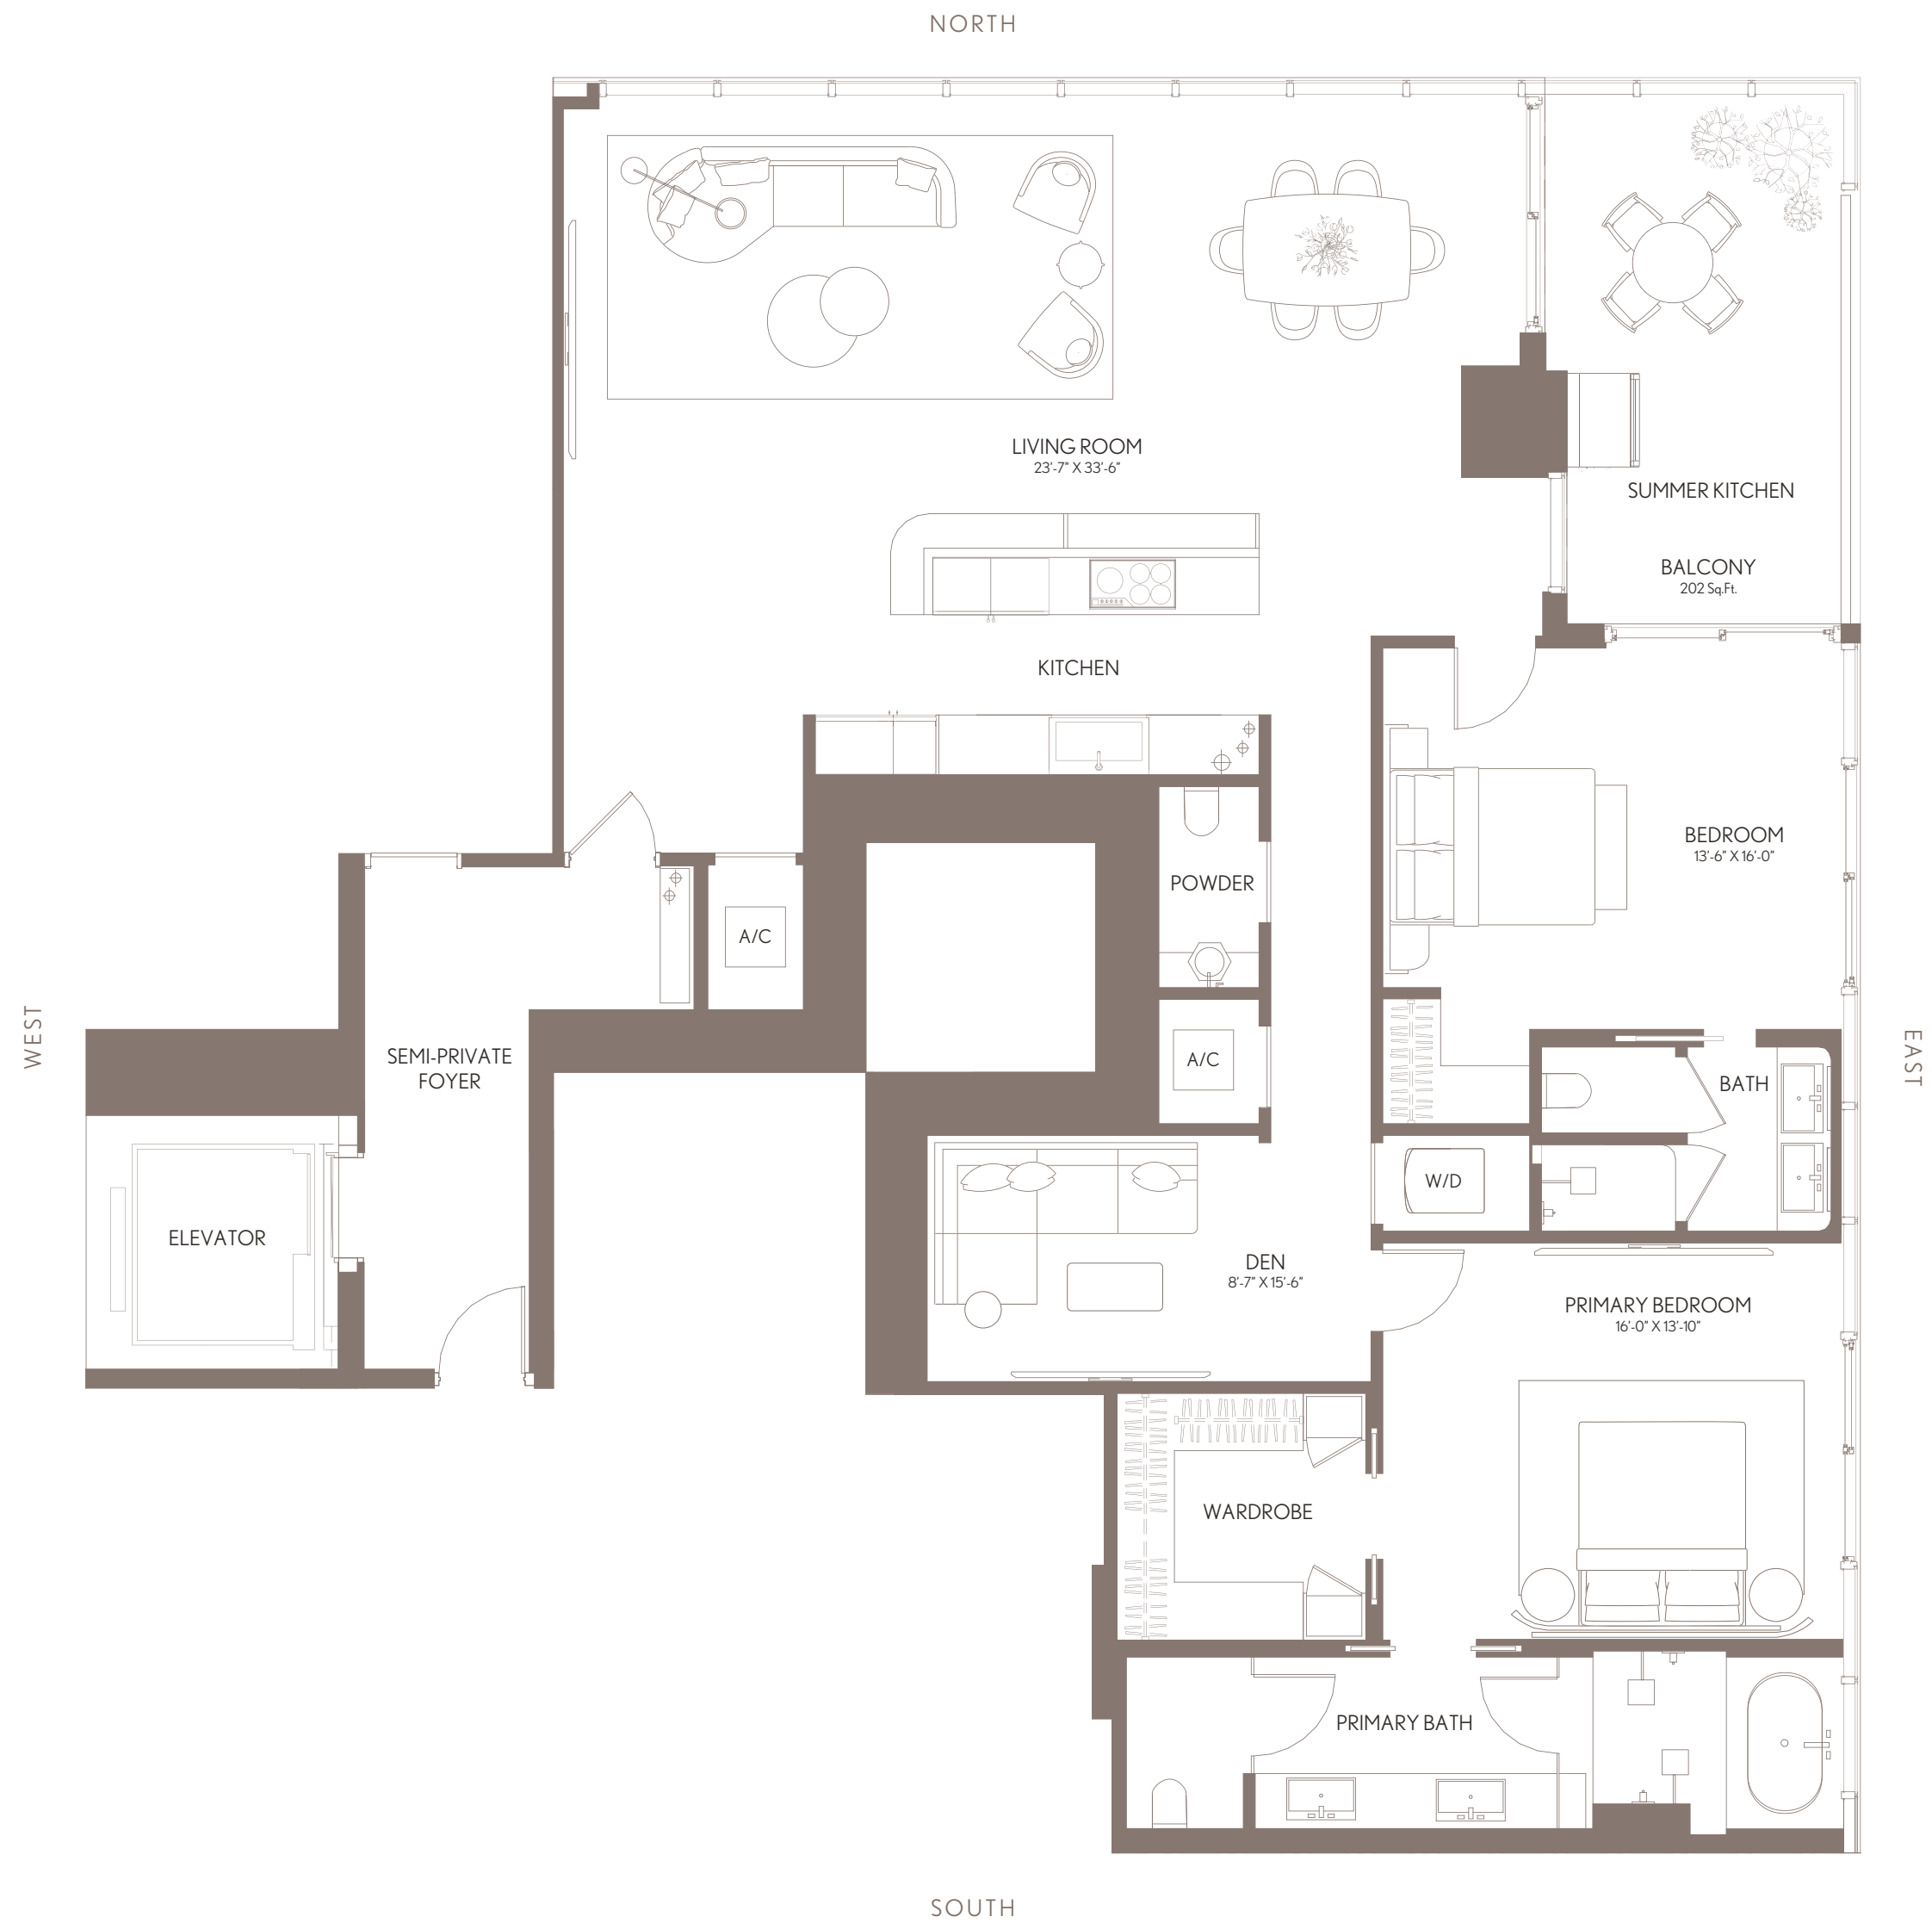 NORTH
LIVING ROOM
23'-7" X 33'-6"
SUMMER KITCHEN
BALCONY
202 Sq.Ft.
KITCHEN
BEDROOM
13'-6" X 16'-0"
POWDER
A/C
WEST
SEMI-PRIVATE
FOYER
A/C
BATH
EAST
W/D
ELEVATOR
DEN
8'-7" X 15'-6"
PRIMARY BEDROOM
16'-0" X 13'-10"
WARDROBE
PRIMARY BATH
SOUTH